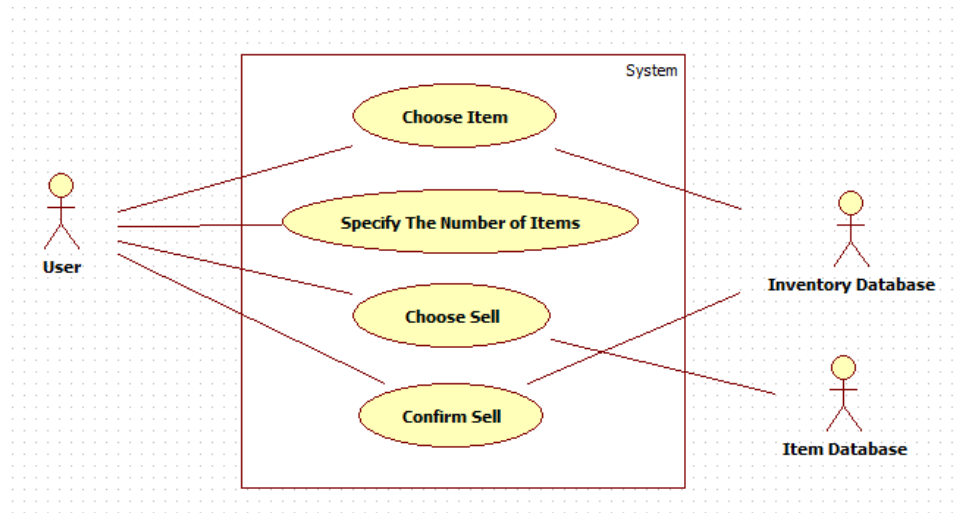 System
Choose Item
Specify The Number of Items
User
Inventory Database
Choose Sell
Confirm Sell
Item Database